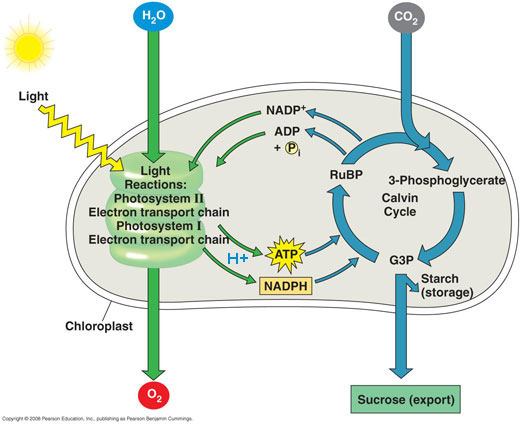 H₂O
CO₂
Light
NADP⁺
ADP
+ Pᵢ
Light
Reactions:
Photosystem II
Electron transport chain
Photosystem I
Electron transport chain
RuBP
3-Phosphoglycerate
Calvin
Cycle
H+
ATP
NADPH
G3P
Starch
(storage)
Chloroplast
O₂
Sucrose (export)
Copyright © 2008 Pearson Education, Inc., publishing as Pearson Benjamin Cummings.